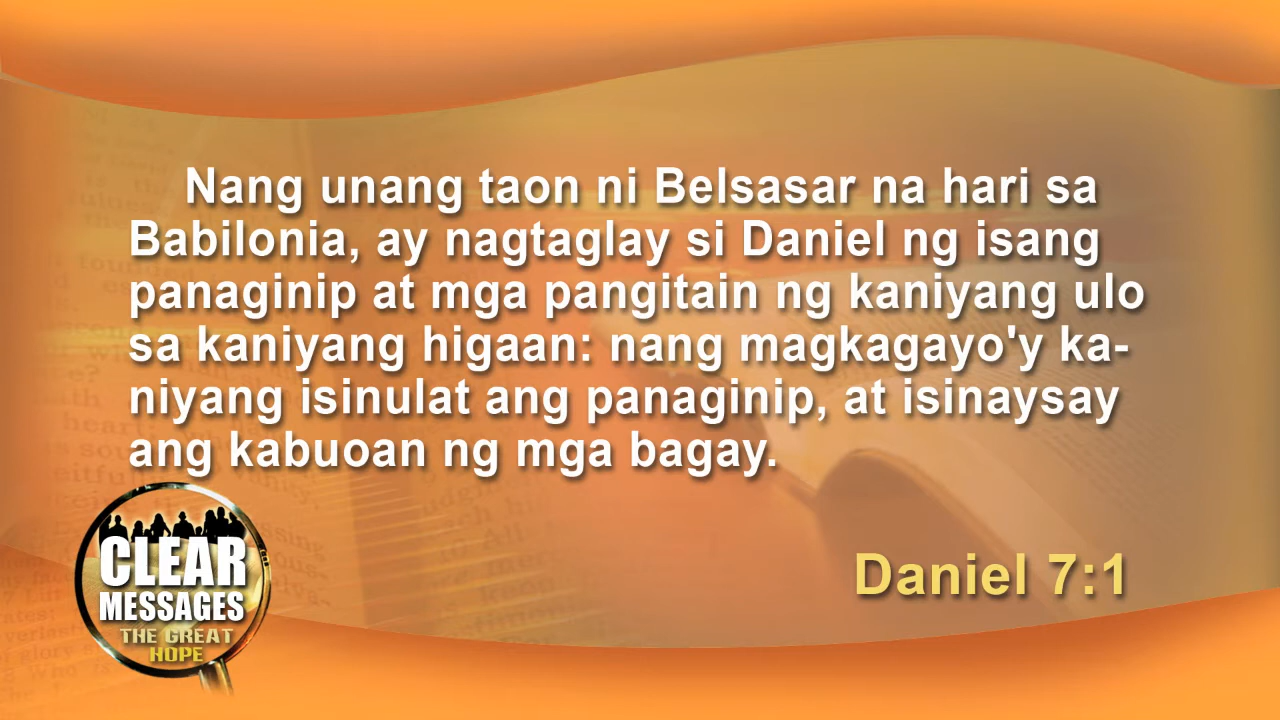 Nang unang taon ni Belsasar na hari sa
Babilonia, ay nagtaglay si Daniel ng isang
panaginip at mga pangitain ng kaniyang ulo
sa kaniyang higaan: nang magkagayo'y ka-
niyang isinulat ang panaginip, at isinaysay
ang kabuoan ng mga bagay.
Daniel 7:1
CLEAR
MESSAGES
THE GREAT
HOPE